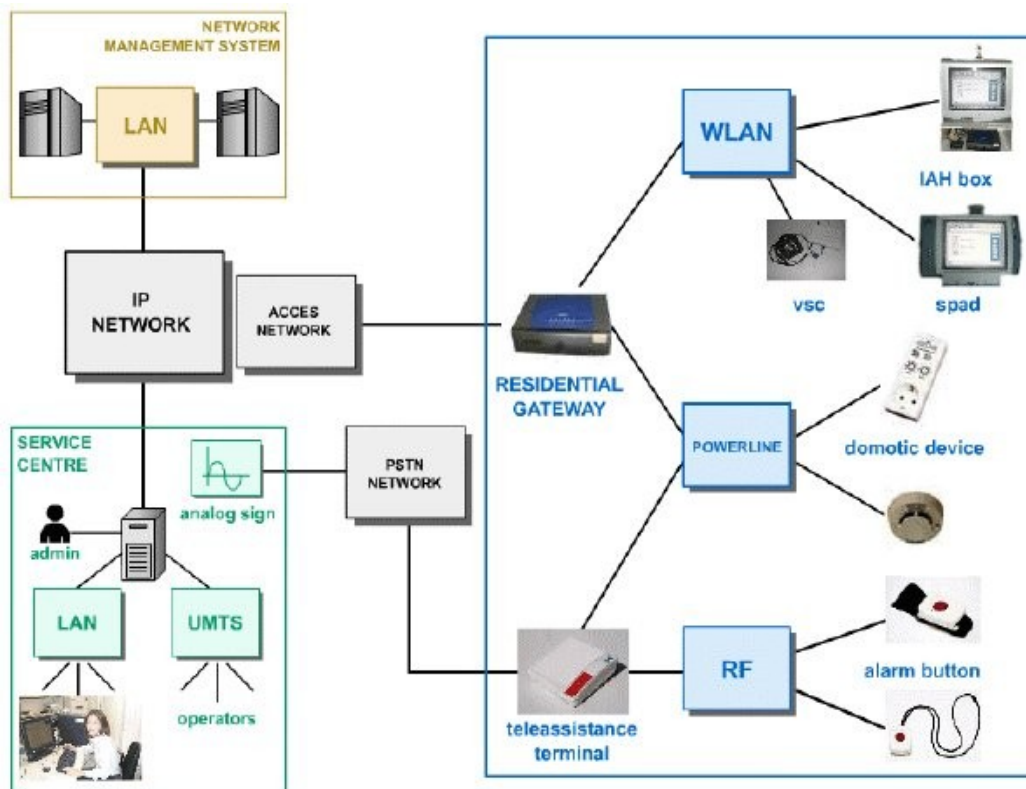 NETWORK
MANAGEMENT SYSTEM
LAN
IP
NETWORK
ACCES
NETWORK
SERVICE
CENTRE
analog sign
admin
LAN
UMTS
operators
PSTN
NETWORK
WLAN
IAH box
vsc
spad
RESIDENTIAL
GATEWAY
POWERLINE
domotic device
RF
alarm button
teleassistance
terminal